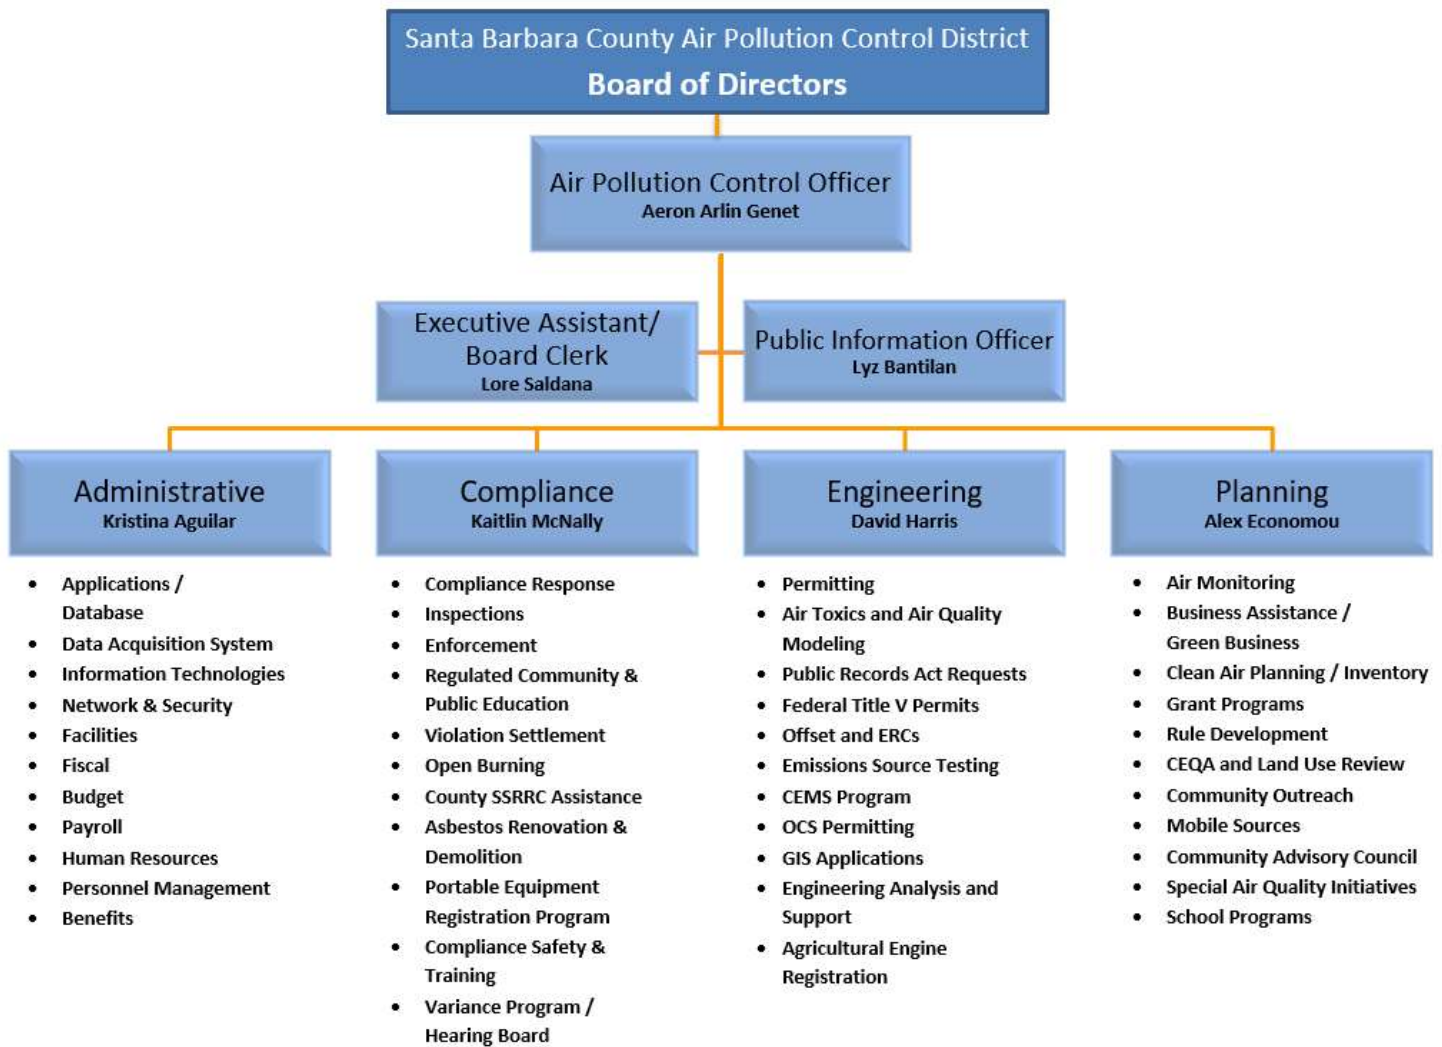 Santa Barbara County Air Pollution Control District
Board of Directors
Air Pollution Control Officer
Aeron Arlin Genet
Executive Assistant/
Board Clerk
Lore Saldana
Public Information Officer
Lyz Bantilan
Administrative
Kristina Aguilar
• Applications /
Database
• Data Acquisition System
• Information Technologies
• Network & Security
• Facilities
• Fiscal
• Budget
• Payroll
• Human Resources
• Personnel Management
• Benefits
Compliance
Kaitlin McNally
• Compliance Response
• Inspections
• Enforcement
• Regulated Community &
Public Education
• Violation Settlement
• Open Burning
• County SSRRC Assistance
• Asbestos Renovation &
Demolition
• Portable Equipment
Registration Program
• Compliance Safety &
Training
• Variance Program /
Hearing Board
Engineering
David Harris
• Permitting
• Air Toxics and Air Quality
Modeling
• Public Records Act Requests
• Federal Title V Permits
• Offset and ERCs
• Emissions Source Testing
• CEMS Program
• OCS Permitting
• GIS Applications
• Engineering Analysis and
Support
• Agricultural Engine
Registration
Planning
Alex Economou
• Air Monitoring
• Business Assistance /
Green Business
• Clean Air Planning / Inventory
• Grant Programs
• Rule Development
• CEQA and Land Use Review
• Community Outreach
• Mobile Sources
• Community Advisory Council
• Special Air Quality Initiatives
• School Programs